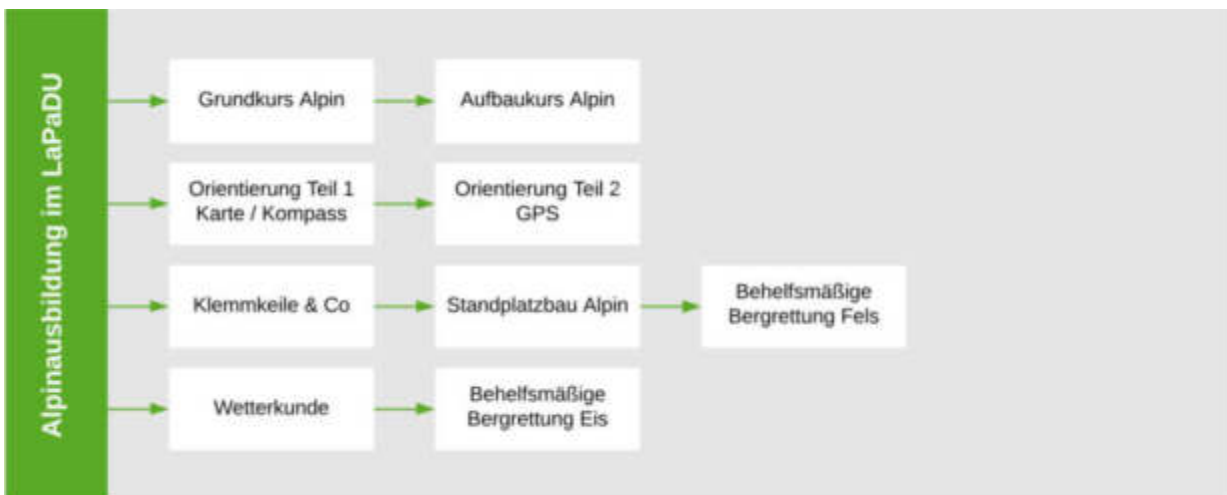 Alpinausbildung im LaPaDU
Grundkurs Alpin
Aufbaukurs Alpin
Orientierung Teil 1
Karte / Kompass
Orientierung Teil 2
GPS
Klemmkeile & Co
Standplatzbau Alpin
Behelfsmäßige
Bergrettung Fels
Wetterkunde
Behelfsmäßige
Bergrettung Eis